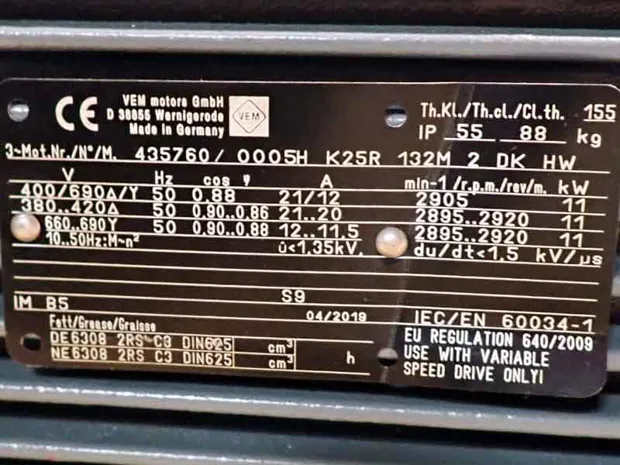 CE
VEM motors GmbH
D 38855 Wernigerode
Made in Germany
VEM
Th.Kl./Th.cl./Cl.th. 155
IP 55 88 kg
3~Mot.Nr./N°/M. 435760/ 0005H K25R 132M 2 DK HW
V Hz cos φ A min-1/r.p.m./rev/m. kW
400/690Δ/Y 50 0,88 21/12 2905 11
380..420Δ 50 0,90..0,86 21..20 2895..2920 11
660..690Y 50 0,90..0,88 12..11,5 2895..2920 11
10..50Hz:M~n² û<1,35kV. du/dt<1,5 kV/µs
S9
IM B5 04/2019 IEC/EN 60034-1
Fett/Grease/Graisse
DE6308 2RS C3 DIN625 cm³
NE6308 2RS C3 DIN625 cm³ h
EU REGULATION 640/2009
USE WITH VARIABLE
SPEED DRIVE ONLY!